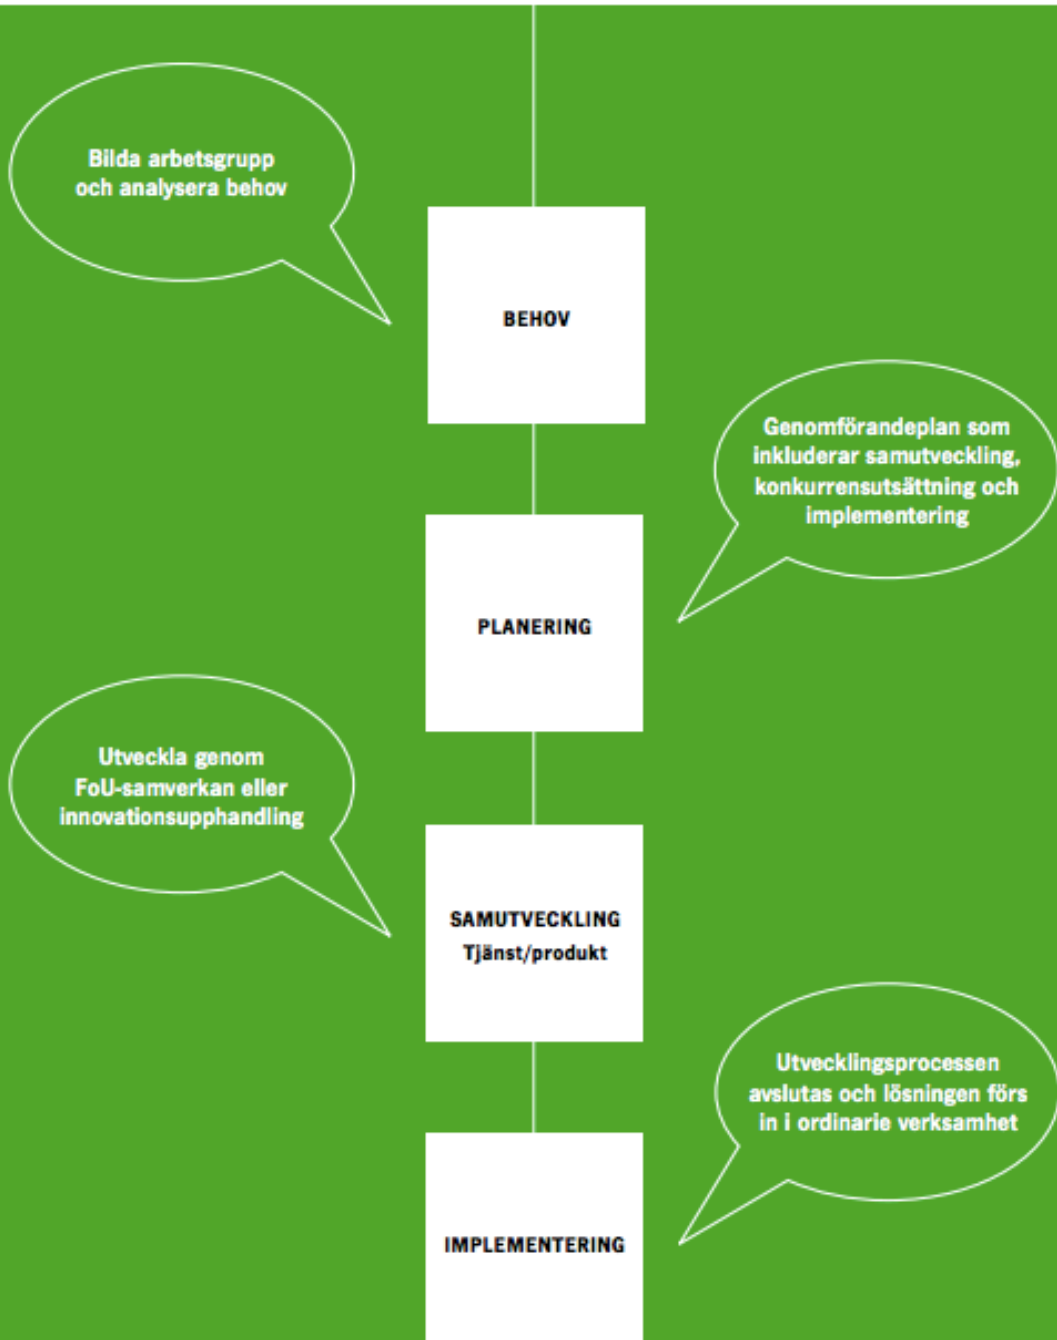 Bilda arbetsgrupp
och analysera behov
BEHOV
Genomförandeplan som
inkluderar samutveckling,
konkurrensutsättning och
implementering
PLANERING
Utveckla genom
FoU-samverkan eller
innovationsupphandling
SAMUTVECKLING
Tjänst/produkt
Utvecklingsprocessen
avslutas och lösningen förs
in i ordinarie verksamhet
IMPLEMENTERING